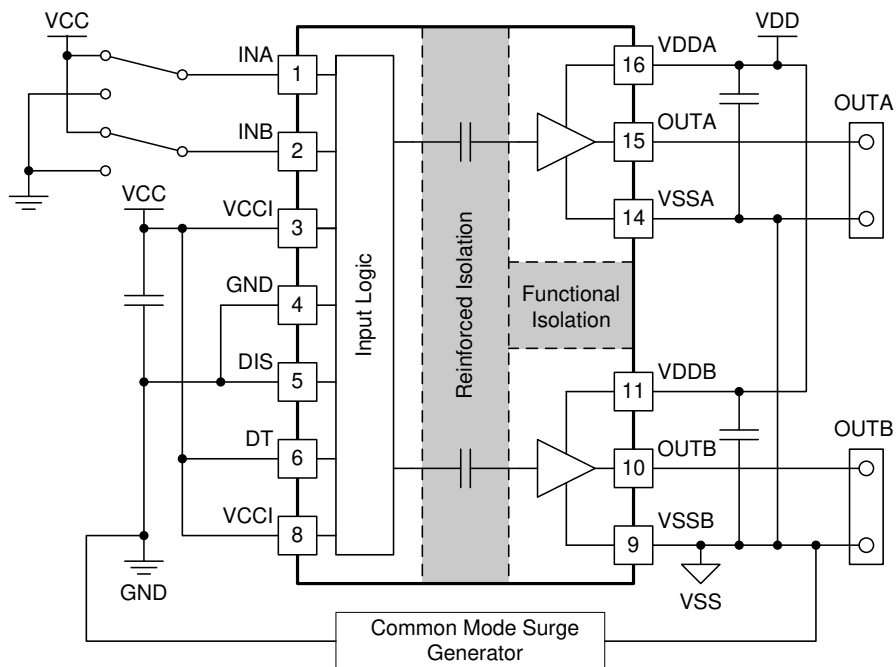 VCC
VDD
INA
1
INB
2
VCC
VCCI
3
GND
4
DIS
5
DT
6
VCCI
8
GND
Input Logic
Reinforced Isolation
Functional
Isolation
16
VDDA
15
OUTA
14
VSSA
11
VDDB
10
OUTB
9
VSSB
OUTA
OUTB
VSS
Common Mode Surge
Generator